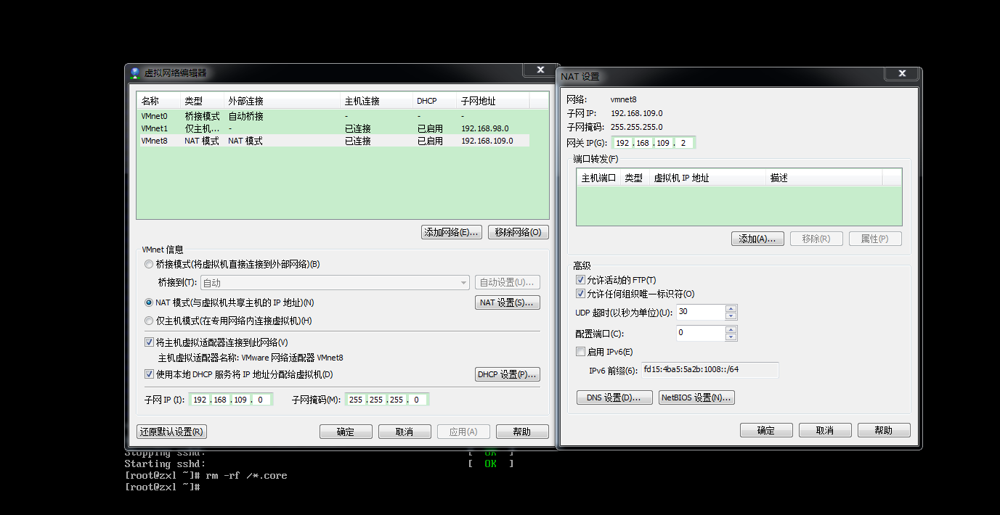 虚拟网络编辑器
名称 类型 外部连接 主机连接 DHCP 子网地址
VMnet0 桥接模式 自动桥接 - - -
VMnet1 仅主机... - 已连接 已启用 192.168.98.0
VMnet8 NAT 模式 NAT 模式 已连接 已启用 192.168.109.0
添加网络(E)... 移除网络(O)
VMnet 信息
桥接模式(将虚拟机直接连接到外部网络)(B)
桥接到(T): 自动 自动设置(U)...
NAT 模式(与虚拟机共享主机的 IP 地址)(N) NAT 设置(S)...
仅主机模式(在专用网络内连接虚拟机)(H)
将主机虚拟适配器连接到此网络(V)
主机虚拟适配器名称: VMware 网络适配器 VMnet8
使用本地 DHCP 服务将 IP 地址分配给虚拟机(D) DHCP 设置(P)...
子网 IP (I): 192 . 168 . 109 . 0 子网掩码(M): 255 . 255 . 255 . 0
还原默认设置(R) 确定 取消 应用(A) 帮助
NAT 设置
网络: vmnet8
子网 IP: 192.168.109.0
子网掩码: 255.255.255.0
网关 IP(G): 192 . 168 . 109 . 2
端口转发(F)
主机端口 类型 虚拟机 IP 地址 描述
添加(A)... 移除(R) 属性(P)
高级
允许活动的 FTP(T)
允许任何组织唯一标识符(O)
UDP 超时(以秒为单位)(U): 30
配置端口(C): 0
启用 IPv6(E)
IPv6 前缀(6): fd15:4ba5:5a2b:1008::/64
DNS 设置(D)... NetBIOS 设置(N)...
确定 取消 帮助
Stopping sshd: [ OK ]
Starting sshd: [ OK ]
[root@zxl ~]# rm -rf /*.core
[root@zxl ~]#